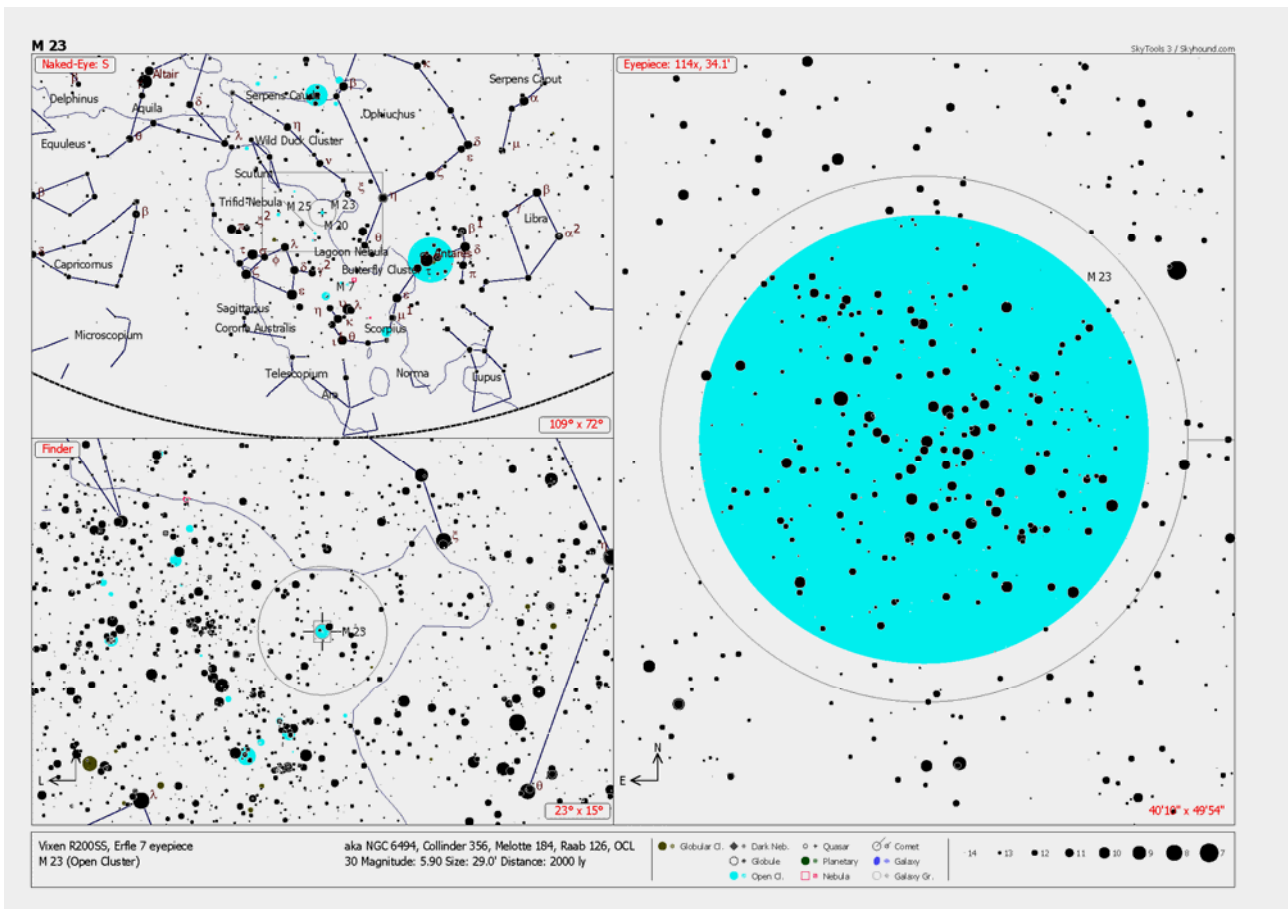 M 23
SkyTools 3 / Skyhound.com
Naked-Eye: S
Altair
Delphinus
Aquila
Equuleus
Serpens Cauda
Ophiuchus
Serpens Caput
Wild Duck Cluster
Scutum
Trifid Nebula
M 25
M 23
M 20
Lagoon Nebula
Butterfly Cluster
Antares
Libra
Capricornus
M 7
Sagittarius
Corona Australis
Scorpius
Microscopium
Telescopium
Norma
Lupus
Ara
109° x 72°
Finder
M 23
L
23° x 15°
Eyepiece: 114x, 34.1'
M 23
N
E
40'10" x 49'54"
Vixen R200SS, Erfle 7 eyepiece
M 23 (Open Cluster)
aka NGC 6494, Collinder 356, Melotte 184, Raab 126, OCL
30 Magnitude: 5.90 Size: 29.0' Distance: 2000 ly
Globular Cl. Dark Neb. Quasar Comet
Globule Planetary Galaxy
Open Cl. Nebula Galaxy Gr.
14 13 12 11 10 9 8 7